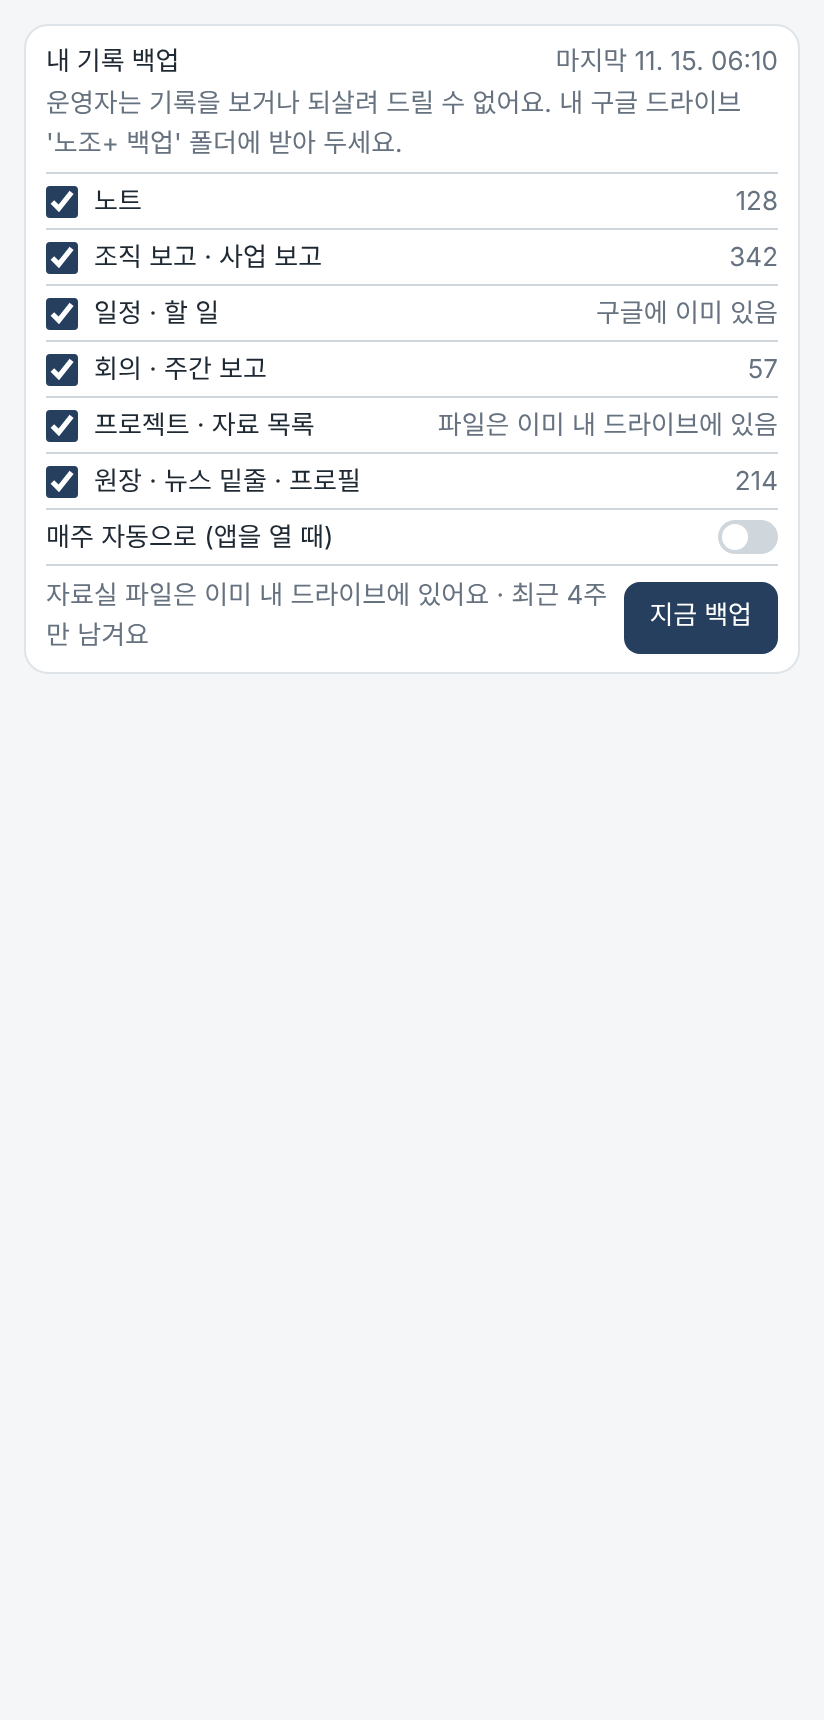 내 기록 백업 마지막 11. 15. 06:10
운영자는 기록을 보거나 되살려 드릴 수 없어요. 내 구글 드라이브
'노조+ 백업' 폴더에 받아 두세요.
노트 128
조직 보고 · 사업 보고 342
일정 · 할 일 구글에 이미 있음
회의 · 주간 보고 57
프로젝트 · 자료 목록 파일은 이미 내 드라이브에 있음
원장 · 뉴스 밑줄 · 프로필 214
매주 자동으로 (앱을 열 때)
자료실 파일은 이미 내 드라이브에 있어요 · 최근 4주
만 남겨요
지금 백업